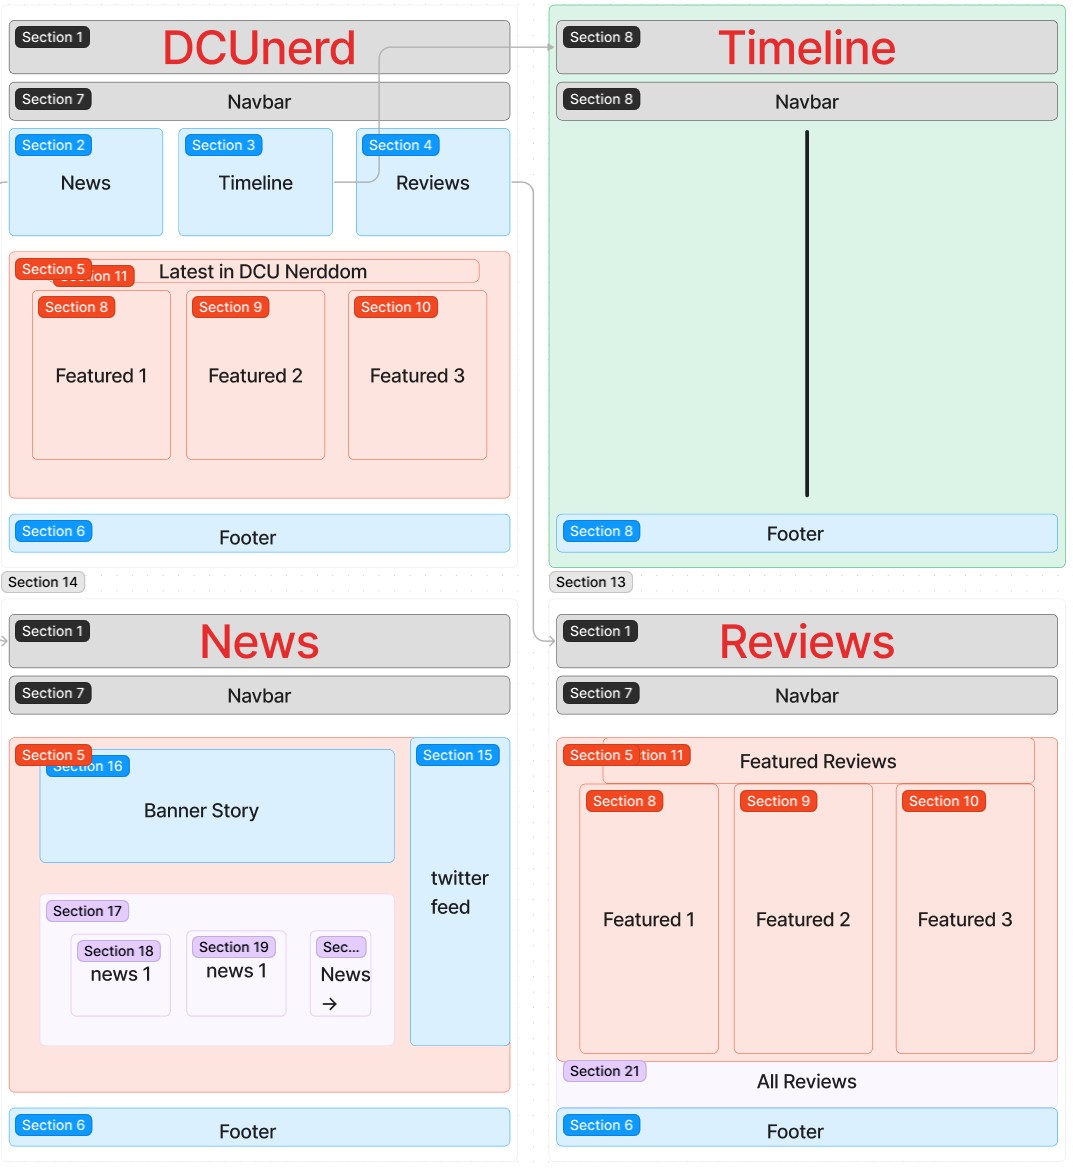 Section 1
DCUnerd
Section 7
Navbar
Section 2
News
Section 3
Timeline
Section 4
Reviews
Section 5
ion 11
Latest in DCU Nerddom
Section 8
Featured 1
Section 9
Featured 2
Section 10
Featured 3
Section 6
Footer
Section 8
Timeline
Section 8
Navbar
Section 8
Footer
Section 14
Section 1
News
Section 7
Navbar
Section 5
Section 16
Banner Story
Section 15
twitter
feed
Section 17
Section 18
news 1
Section 19
news 1
Sec...
News
→
Section 6
Footer
Section 13
Section 1
Reviews
Section 7
Navbar
Section 5
tion 11
Featured Reviews
Section 8
Featured 1
Section 9
Featured 2
Section 10
Featured 3
Section 21
All Reviews
Section 6
Footer